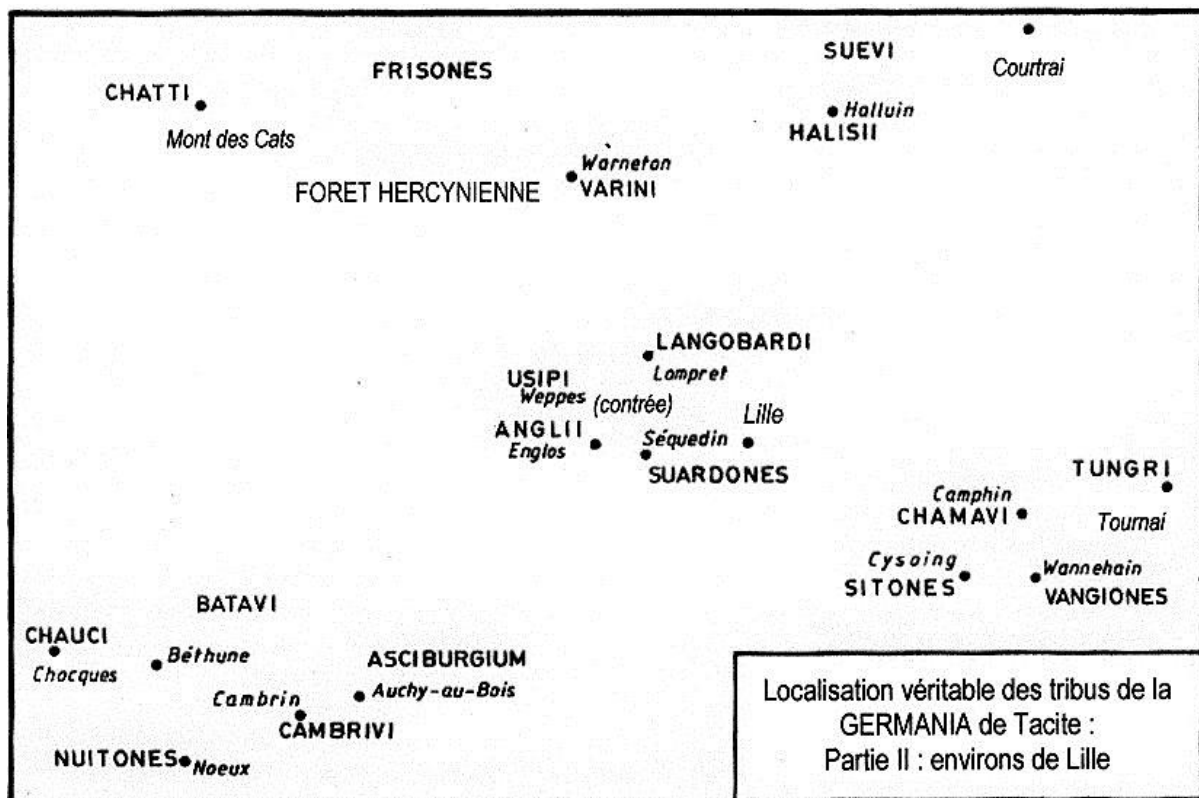 SUEVI
Courtrai
FRISONES
CHATTI
Mont des Cats
Halluin
HALISII
Warneton
FORET HERCYNIENNE
VARINI
LANGOBARDI
Lompret
USIPI
Weppes
(contrée)
Lille
ANGLII
Englos
Séquedin
SUARDONES
TUNGRI
Tournai
Camphin
CHAMAVI
Cysoing
SITONES
Wannehain
VANGIONES
BATAVI
CHAUCI
Chocques
Béthune
ASCIBURGIUM
Auchy-au-Bois
Cambrin
CAMBRIVI
NUITONES
Noeux
Localisation véritable des tribus de la
GERMANIA de Tacite :
Partie II : environs de Lille